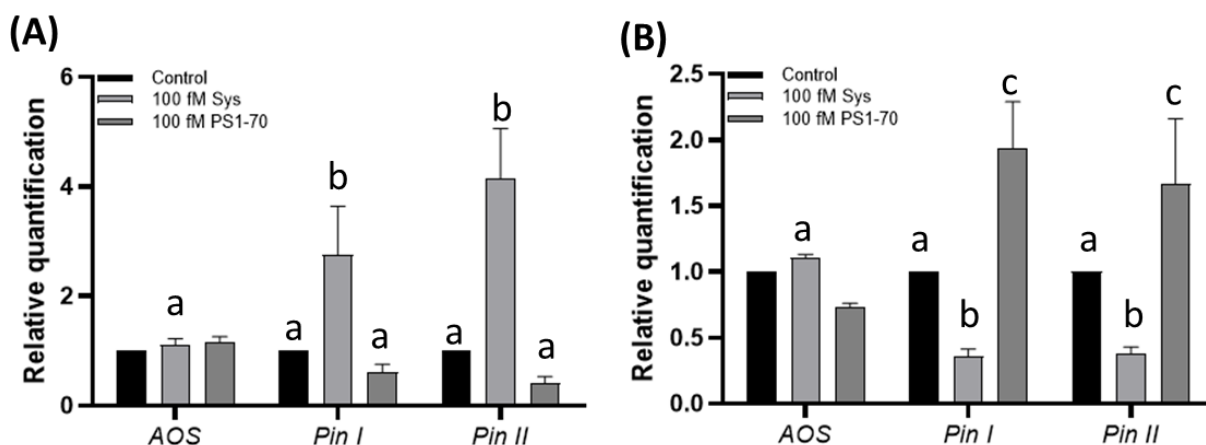 (A)
Relative quantification
6
4
2
0
Control
100 fM Sys
100 fM PS1-70
a
a
b
a
a
b
a
AOS
Pin I
Pin II
(B)
Relative quantification
2.5
2.0
1.5
1.0
0.5
0.0
Control
100 fM Sys
100 fM PS1-70
a
a
b
c
a
b
c
AOS
Pin I
Pin II